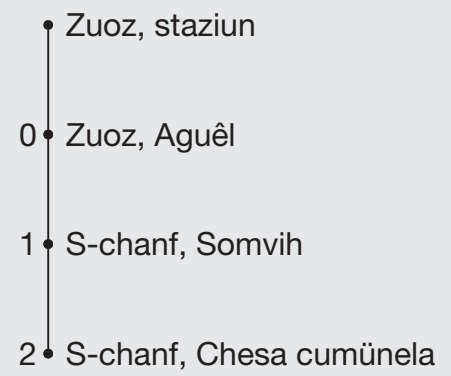 Zuoz, staziun
0 Zuoz, Aguêl
1 S-chanf, Somvih
2 S-chanf, Chesa cumünela